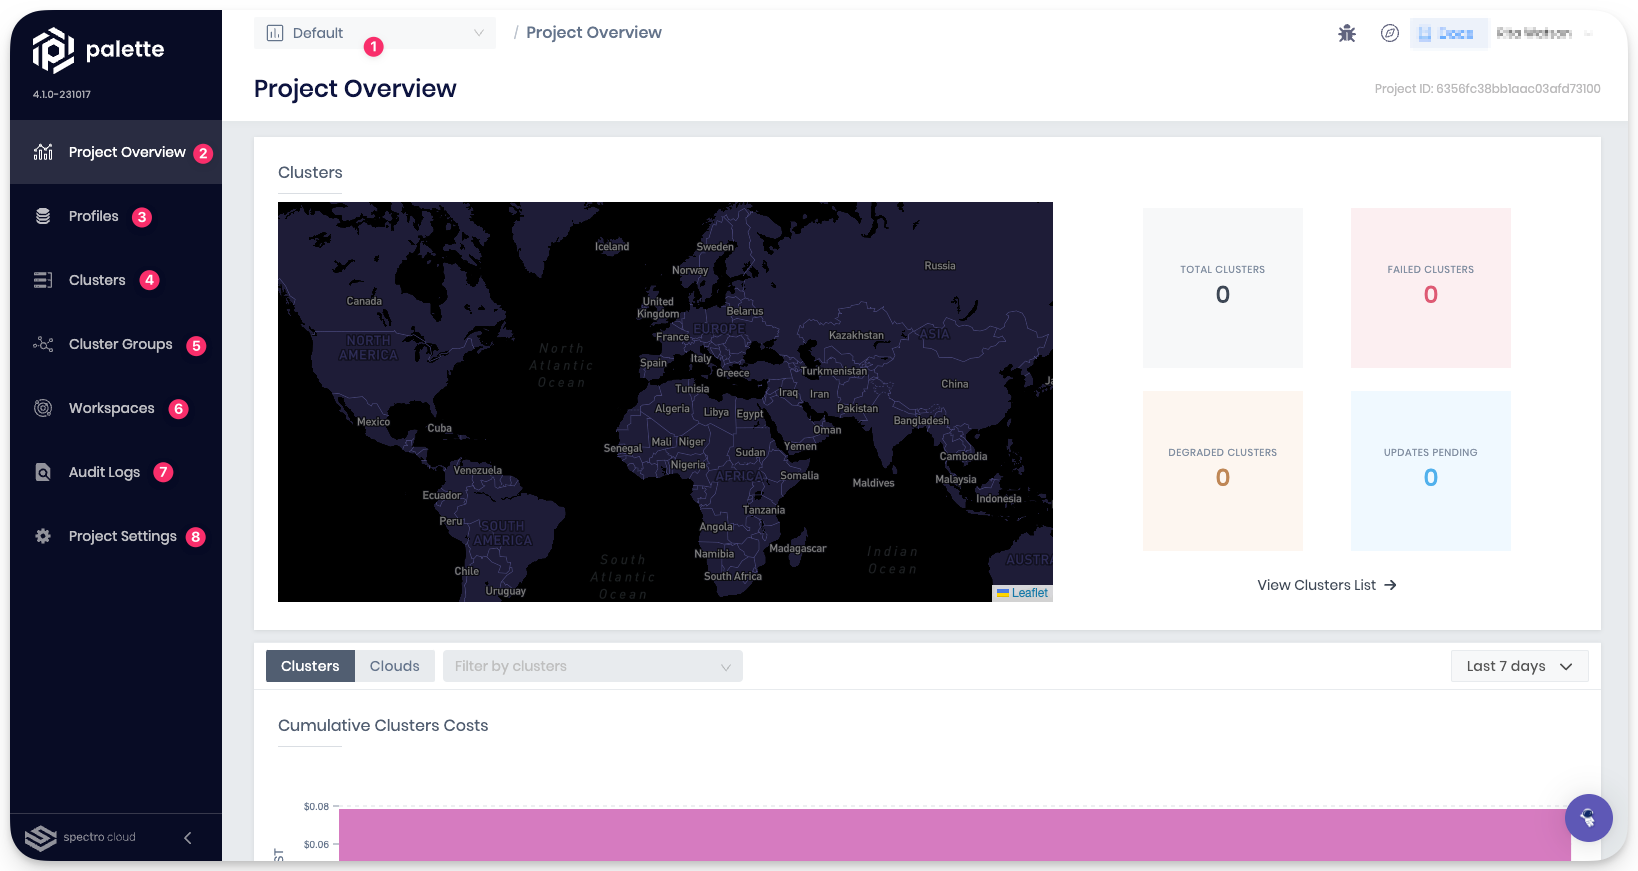 palette
4.1.0-231017
Default
1
/ Project Overview
Docs
Project Overview
Project ID: 6356fc38bb1aac03afd73100
Project Overview 2
Profiles 3
Clusters 4
Cluster Groups 5
Workspaces 6
Audit Logs 7
Project Settings 8
spectro cloud
Clusters
Iceland
Sweden
Norway
Russia
Canada
United
Kingdom
Belarus
EUROPE
France
Kazakhstan
ASIA
NORTH
AMERICA
North
Atlantic
Ocean
Spain
Italy
Greece
Turkmenistan
China
Tunisia
Iraq
Iran
Algeria
Libya
Egypt
Pakistan
Mexico
Cuba
Oman
Bangladesh
Senegal
Mali
Niger
Sudan
Yemen
Cambodia
Venezuela
Nigeria
AFRICA
Somalia
Maldives
Malaysia
Ecuador
Indonesia
Peru
Tanzania
SOUTH
AMERICA
Angola
Namibia
Madagascar
Indian
Ocean
AUSTR
Chile
South
Atlantic
Ocean
South Africa
Uruguay
Leaflet
TOTAL CLUSTERS
0
FAILED CLUSTERS
0
DEGRADED CLUSTERS
0
UPDATES PENDING
0
View Clusters List →
Clusters
Clouds
Filter by clusters
Last 7 days
Cumulative Clusters Costs
$0.08
$0.06